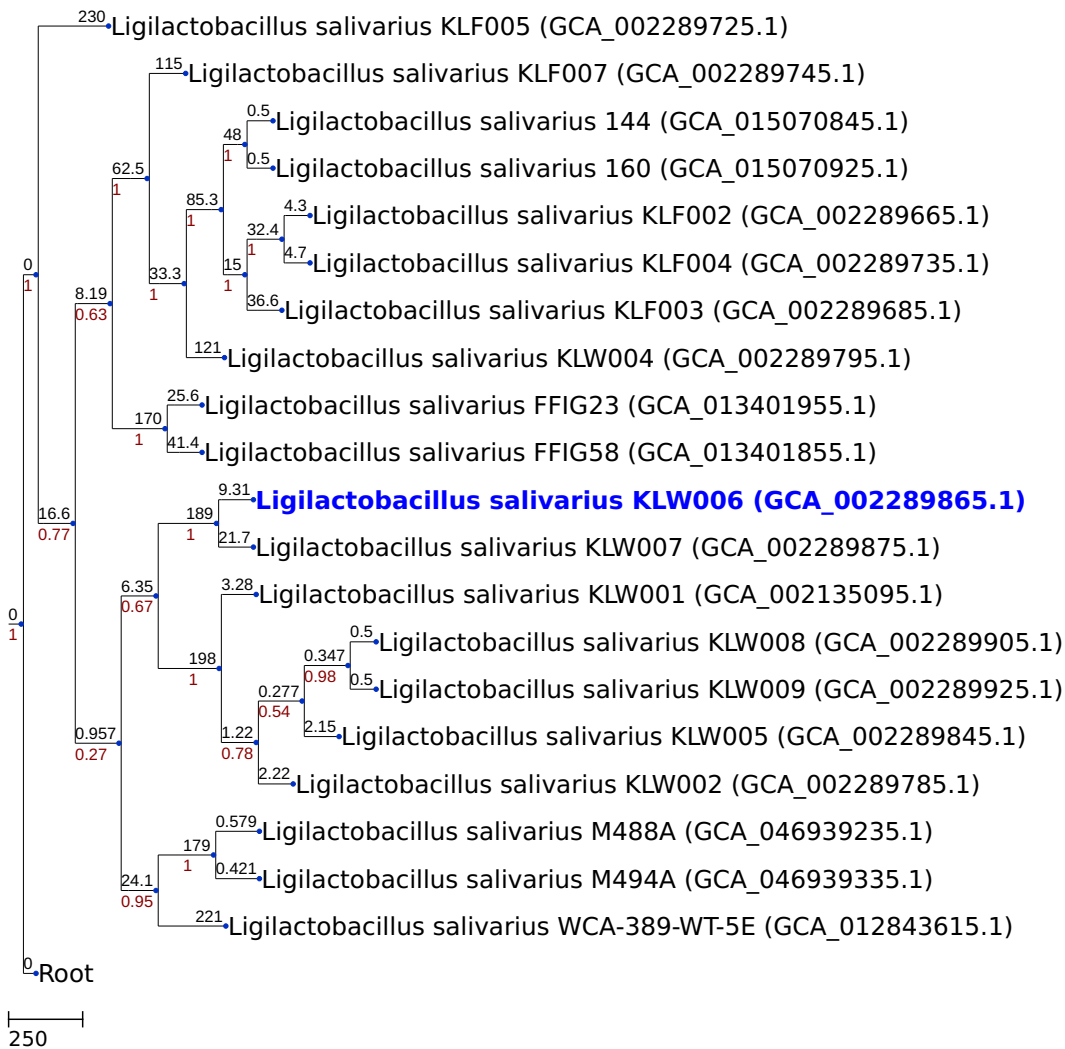 230
Ligilactobacillus salivarius KLF005 (GCA_002289725.1)
115
Ligilactobacillus salivarius KLF007 (GCA_002289745.1)
0.5
Ligilactobacillus salivarius 144 (GCA_015070845.1)
48
1
0.5
Ligilactobacillus salivarius 160 (GCA_015070925.1)
62.5
1
85.3
1
4.3
Ligilactobacillus salivarius KLF002 (GCA_002289665.1)
32.4
1
4.7
Ligilactobacillus salivarius KLF004 (GCA_002289735.1)
15
1
0
1
33.3
1
36.6
Ligilactobacillus salivarius KLF003 (GCA_002289685.1)
8.19
0.63
121
Ligilactobacillus salivarius KLW004 (GCA_002289795.1)
25.6
Ligilactobacillus salivarius FFIG23 (GCA_013401955.1)
170
1
41.4
Ligilactobacillus salivarius FFIG58 (GCA_013401855.1)
9.31
Ligilactobacillus salivarius KLW006 (GCA_002289865.1)
16.6
0.77
189
1
21.7
Ligilactobacillus salivarius KLW007 (GCA_002289875.1)
6.35
0.67
3.28
Ligilactobacillus salivarius KLW001 (GCA_002135095.1)
0
1
0.5
Ligilactobacillus salivarius KLW008 (GCA_002289905.1)
198
1
0.347
0.98
0.5
Ligilactobacillus salivarius KLW009 (GCA_002289925.1)
0.277
0.54
0.957
0.27
1.22
0.78
2.15
Ligilactobacillus salivarius KLW005 (GCA_002289845.1)
2.22
Ligilactobacillus salivarius KLW002 (GCA_002289785.1)
0.579
Ligilactobacillus salivarius M488A (GCA_046939235.1)
179
1
0.421
Ligilactobacillus salivarius M494A (GCA_046939335.1)
24.1
0.95
221
Ligilactobacillus salivarius WCA-389-WT-5E (GCA_012843615.1)
0
Root
250